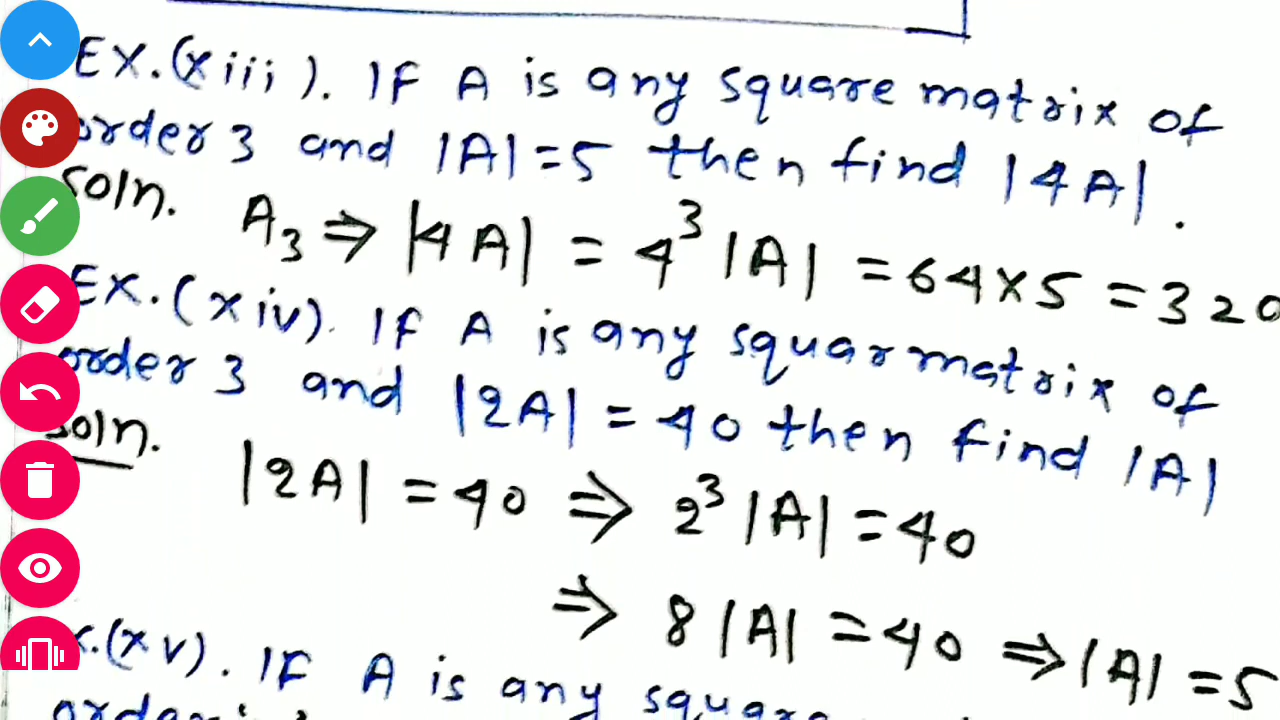 EX.(xiii). If A is any square matrix of
order 3 and |A|=5 then find |4A|.
Soln. A₃ ⇒ |4A| = 4³|A| = 64×5 = 320
EX.(xiv). If A is any squar matrix of
order 3 and |2A| = 40 then find |A|
Soln. |2A| = 40 ⇒ 2³|A| = 40
⇒ 8|A| = 40 ⇒ |A| = 5
x.(xv). If A is any square